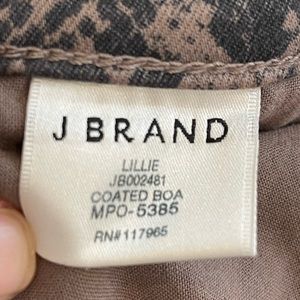 J BRAND
LILLIE
JB002481
COATED BOA
MPO-5385
RN# 117965